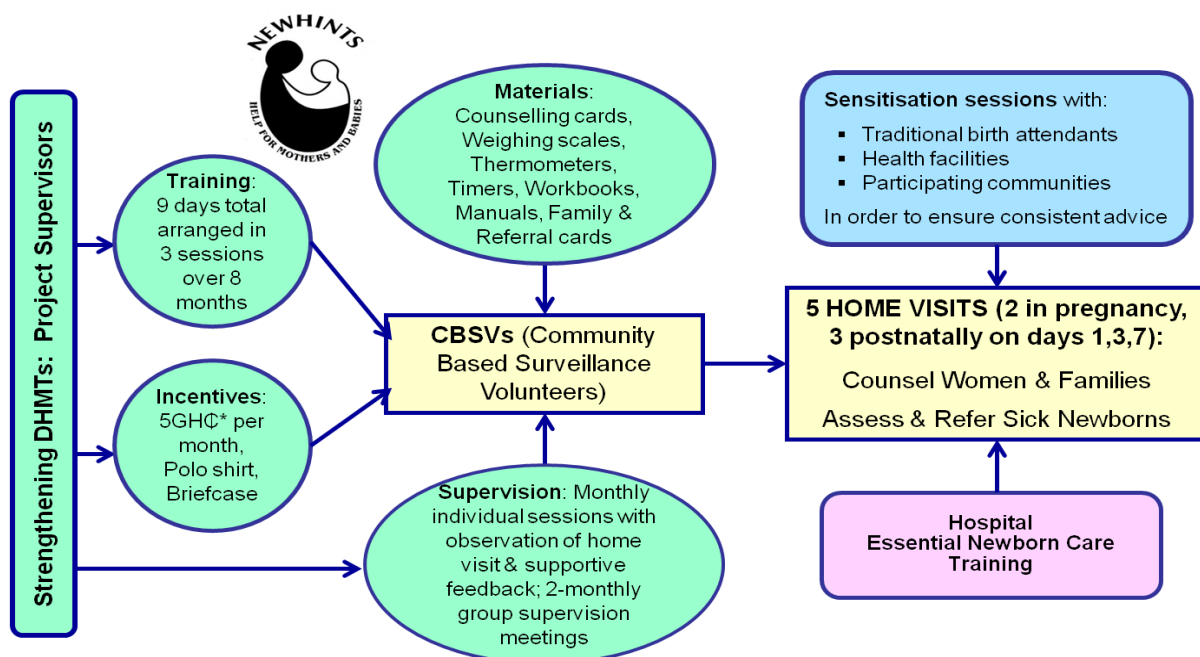 Strengthening DHMTs: Project Supervisors
NEWHINTS
HELP FOR MOTHERS AND BABIES
Training:
9 days total
arranged in
3 sessions
over 8
months
Incentives:
5GH₵* per
month,
Polo shirt,
Briefcase
Materials:
Counselling cards,
Weighing scales,
Thermometers,
Timers, Workbooks,
Manuals, Family &
Referral cards
CBSVs (Community
Based Surveillance
Volunteers)
Supervision: Monthly
individual sessions with
observation of home
visit & supportive
feedback; 2-monthly
group supervision
meetings
Sensitisation sessions with:
▪ Traditional birth attendants
▪ Health facilities
▪ Participating communities
In order to ensure consistent advice
5 HOME VISITS (2 in pregnancy,
3 postnatally on days 1,3,7):
Counsel Women & Families
Assess & Refer Sick Newborns
Hospital
Essential Newborn Care
Training